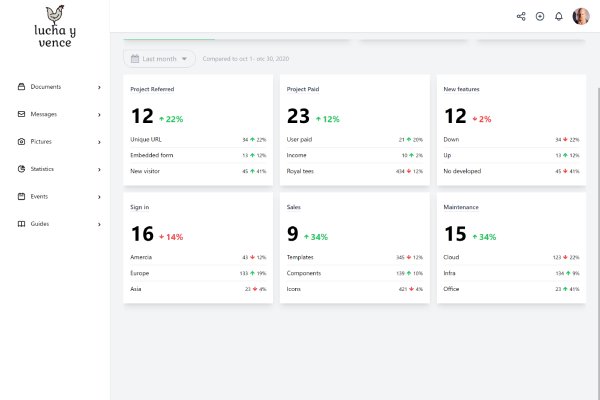 lucha y
vence
Documents
Messages
Pictures
Statistics
Events
Guides
Last month
Compared to oct 1- otc 30, 2020
Project Referred
12 22%
Unique URL 34 22%
Embedded form 13 12%
New visitor 45 41%
Project Paid
23 12%
User paid 21 20%
Income 10 2%
Royal tees 434 12%
New features
12 2%
Down 34 22%
Up 13 12%
No developed 45 41%
Sign in
16 14%
Amercia 43 12%
Europe 133 19%
Asia 23 4%
Sales
9 34%
Templates 345 12%
Components 139 10%
Icons 421 4%
Maintenance
15 34%
Cloud 123 22%
Infra 134 9%
Office 23 41%